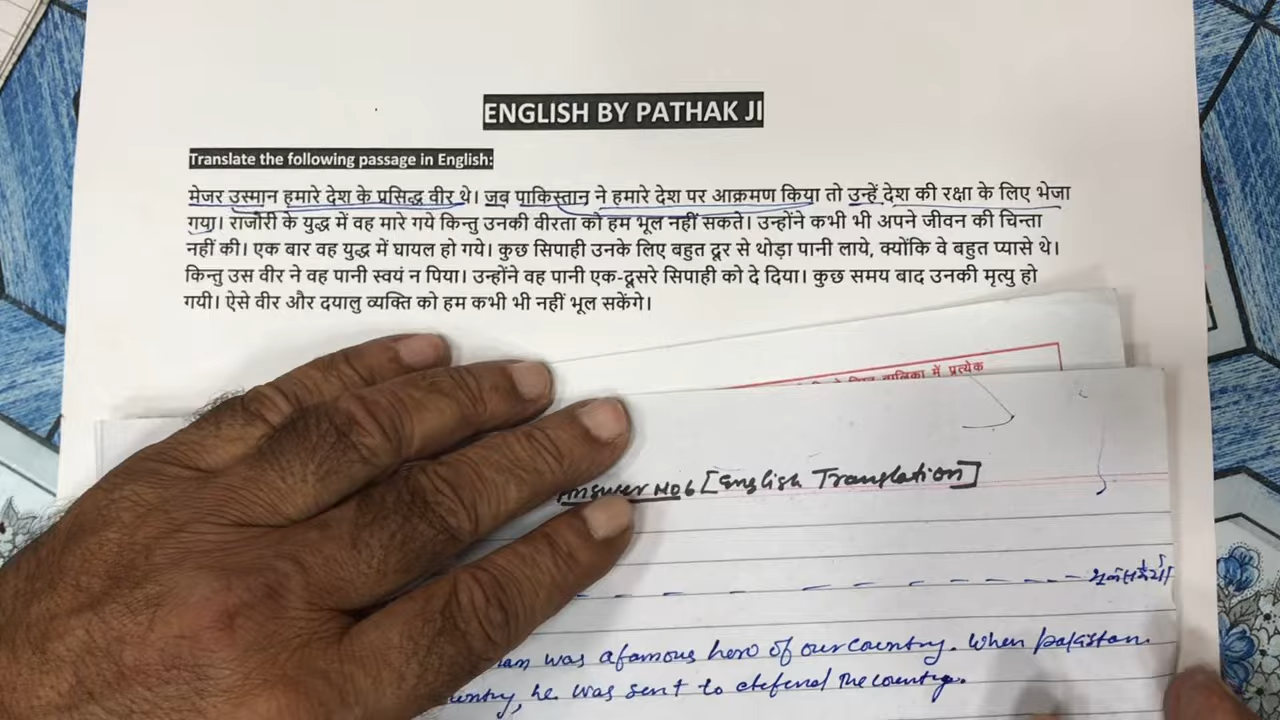 ENGLISH BY PATHAK JI
Translate the following passage in English:
मेजर उस्मान हमारे देश के प्रसिद्ध वीर थे। जब पाकिस्तान ने हमारे देश पर आक्रमण किया तो उन्हें देश की रक्षा के लिए भेजा
गया। राजौरी के युद्ध में वह मारे गये किन्तु उनकी वीरता को हम भूल नहीं सकते। उन्होंने कभी भी अपने जीवन की चिन्ता
नहीं की। एक बार वह युद्ध में घायल हो गये। कुछ सिपाही उनके लिए बहुत दूर से थोड़ा पानी लाये, क्योंकि वे बहुत प्यासे थे।
किन्तु उस वीर ने वह पानी स्वयं न पिया। उन्होंने वह पानी एक-दूसरे सिपाही को दे दिया। कुछ समय बाद उनकी मृत्यु हो
गयी। ऐसे वीर और दयालु व्यक्ति को हम कभी भी नहीं भूल सकेंगे।
तालिका में प्रत्येक
Answer No 6 [English Translation]
was a famous hero of our country. When pakistan
he was sent to defend the country.